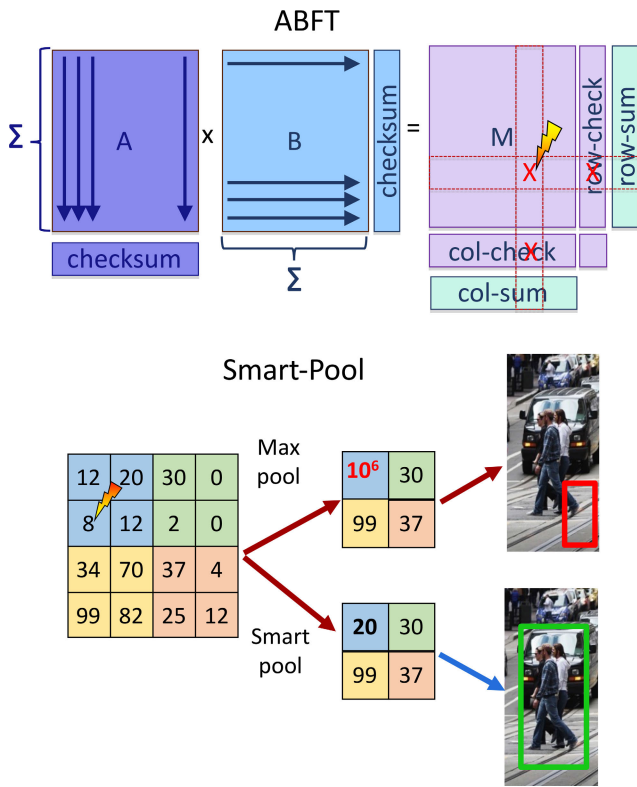 ABFT
Σ
A
x
B
checksum
=
M
X
X
row-check
row-sum
checksum
Σ
col-check
X
col-sum
Smart-Pool
Max
pool
12 20 30 0
8 12 2 0
34 70 37 4
99 82 25 12
10⁶ 30
99 37
Smart
pool
20 30
99 37